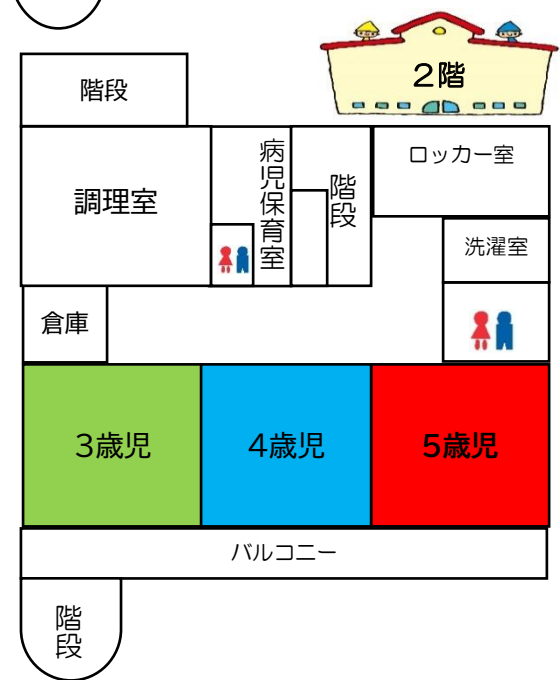 2階
階段
調理室
病児保育室
階段
ロッカー室
洗濯室
倉庫
3歳児
4歳児
5歳児
バルコニー
階段